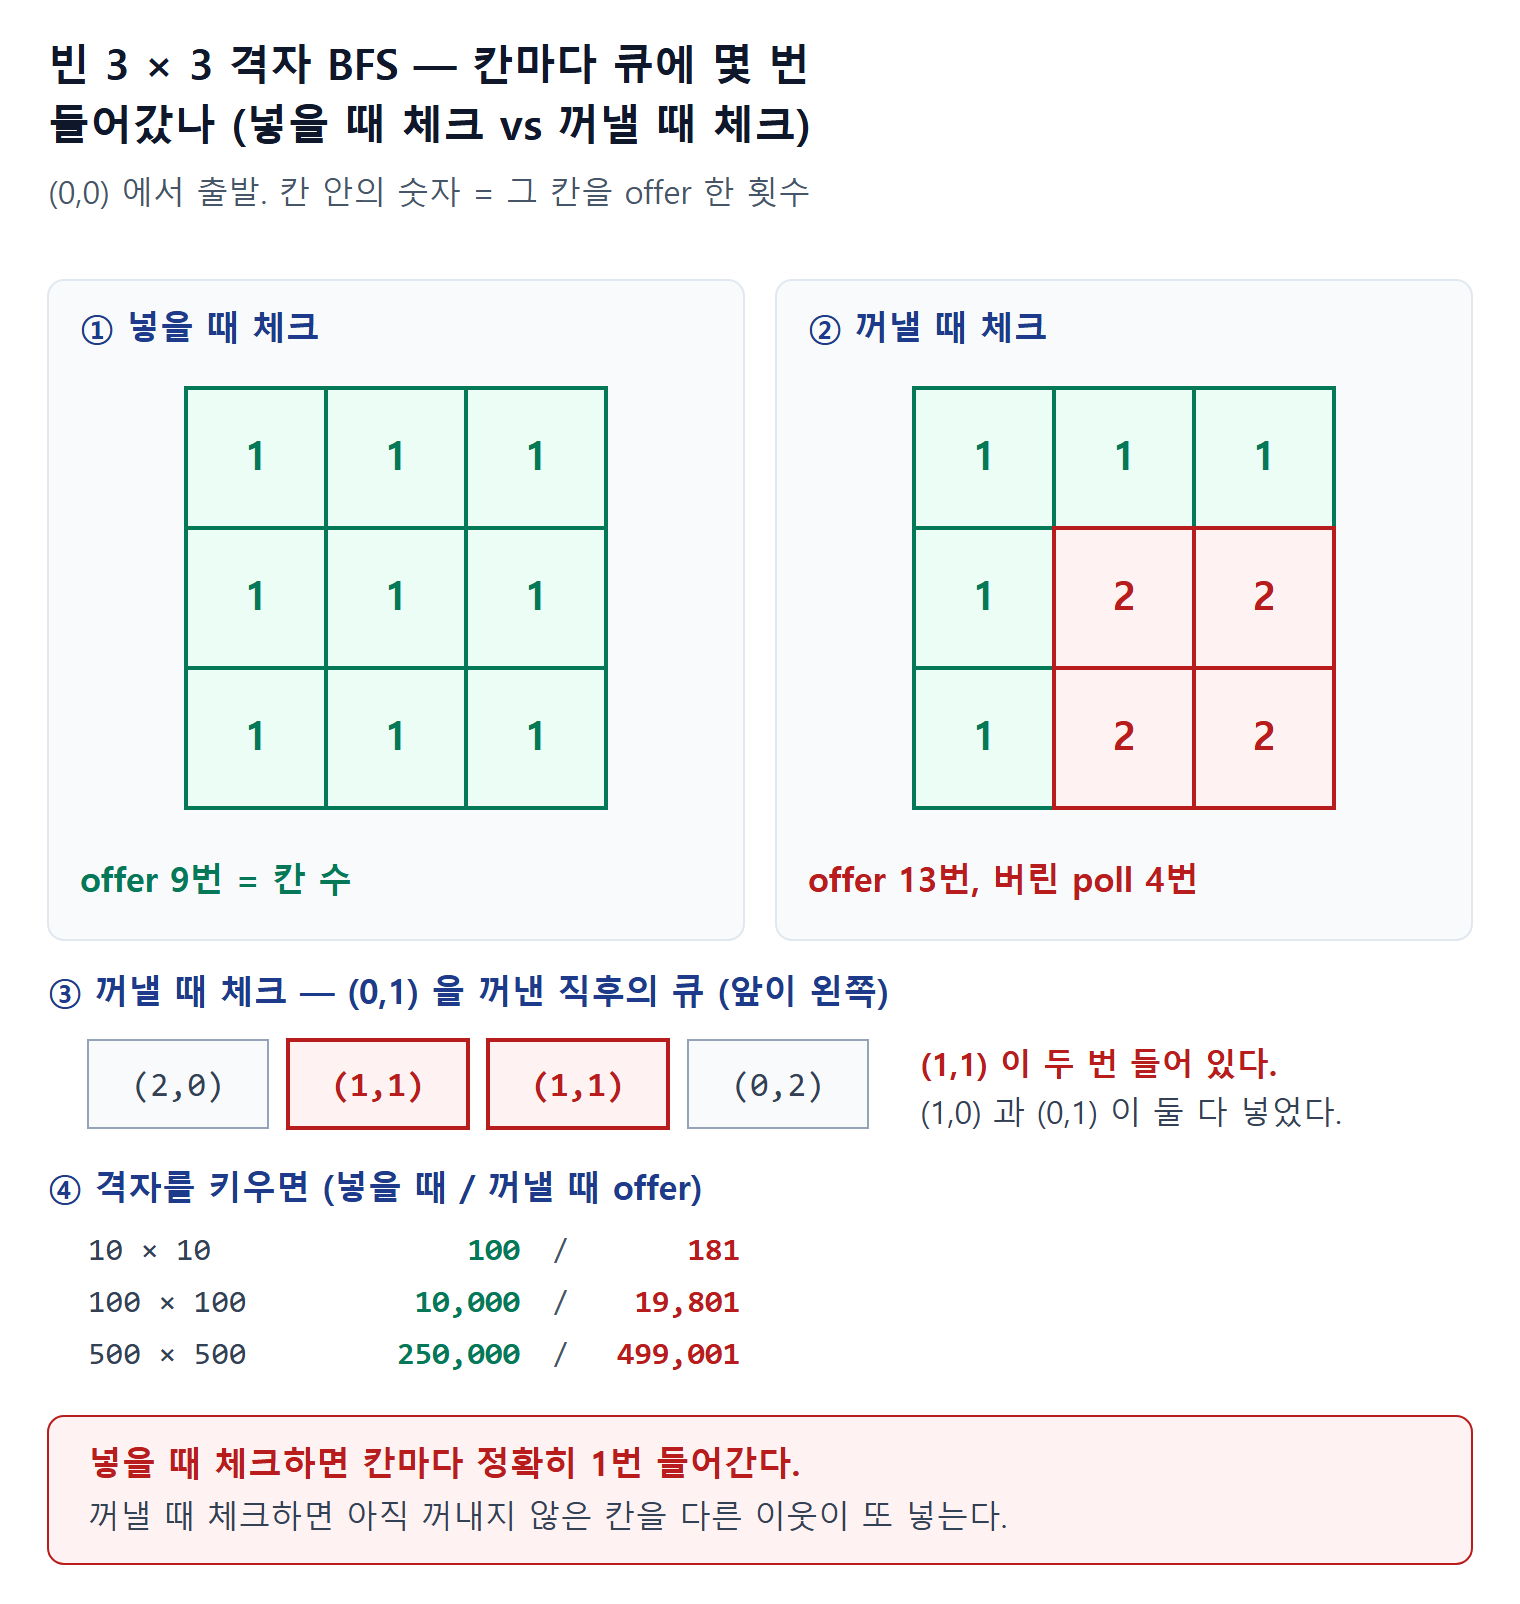 빈 3 × 3 격자 BFS — 칸마다 큐에 몇 번
들어갔나 (넣을 때 체크 vs 꺼낼 때 체크)
(0,0) 에서 출발. 칸 안의 숫자 = 그 칸을 offer 한 횟수
① 넣을 때 체크
1 1 1
1 1 1
1 1 1
offer 9번 = 칸 수
② 꺼낼 때 체크
1 1 1
1 2 2
1 2 2
offer 13번, 버린 poll 4번
③ 꺼낼 때 체크 — (0,1) 을 꺼낸 직후의 큐 (앞이 왼쪽)
(2,0) (1,1) (1,1) (0,2)
(1,1) 이 두 번 들어 있다.
(1,0) 과 (0,1) 이 둘 다 넣었다.
④ 격자를 키우면 (넣을 때 / 꺼낼 때 offer)
10 × 10 100 / 181
100 × 100 10,000 / 19,801
500 × 500 250,000 / 499,001
넣을 때 체크하면 칸마다 정확히 1번 들어간다.
꺼낼 때 체크하면 아직 꺼내지 않은 칸을 다른 이웃이 또 넣는다.